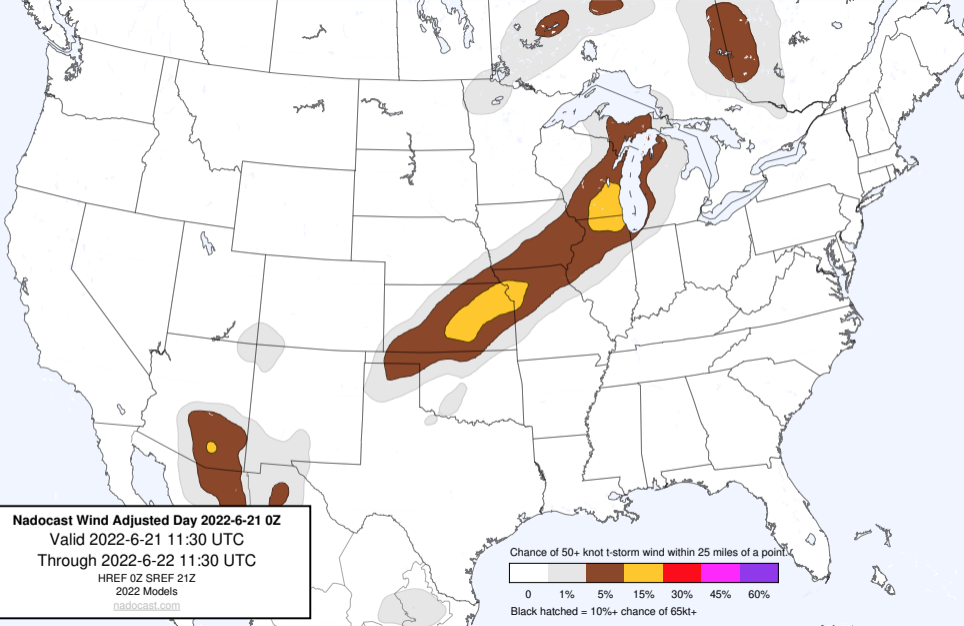 Nadocast Wind Adjusted Day 2022-6-21 0Z
Valid 2022-6-21 11:30 UTC
Through 2022-6-22 11:30 UTC
HREF 0Z SREF 21Z
2022 Models
nadocast.com
Chance of 50+ knot t-storm wind within 25 miles of a point.
0 1% 5% 15% 30% 45% 60%
Black hatched = 10%+ chance of 65kt+